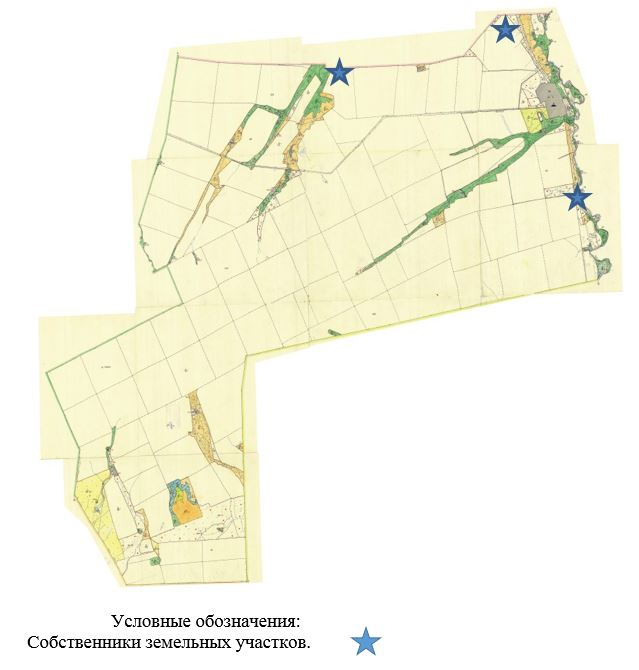 Условные обозначения:
Собственники земельных участков.